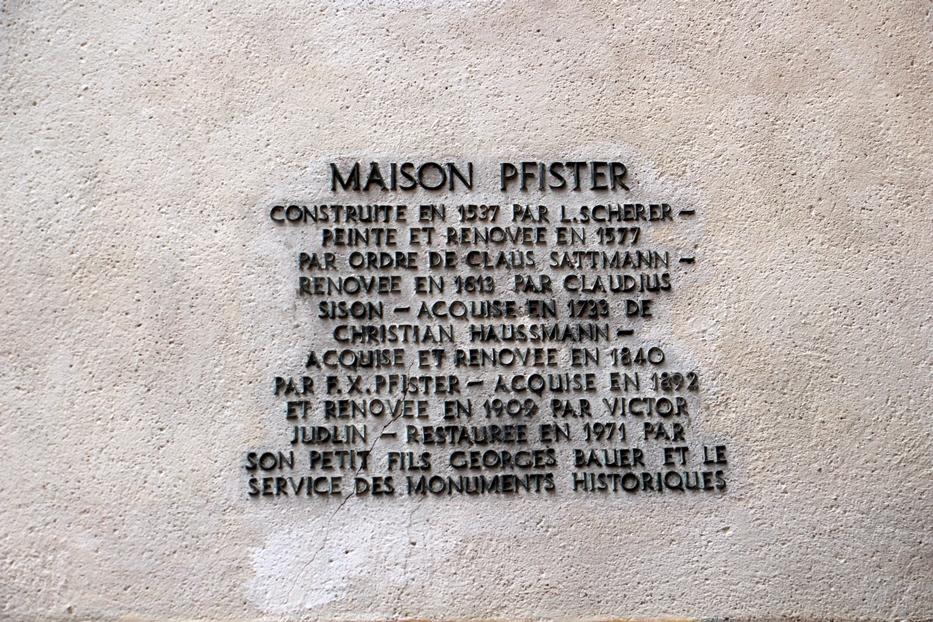 MAISON PFISTER
CONSTRUITE EN 1537 PAR L.SCHERER –
PEINTE ET RENOVEE EN 1577
PAR ORDRE DE CLAUS SATTMANN –
RENOVEE EN 1613 PAR CLAUDIUS
SISON – ACQUISE EN 1733 DE
CHRISTIAN HAUSSMANN –
ACQUISE ET RENOVEE EN 1840
PAR F.X.PFISTER – ACQUISE EN 1892
ET RENOVEE EN 1909 PAR VICTOR
JUDLIN – RESTAUREE EN 1971 PAR
SON PETIT FILS GEORGES BAUER ET LE
SERVICE DES MONUMENTS HISTORIQUES